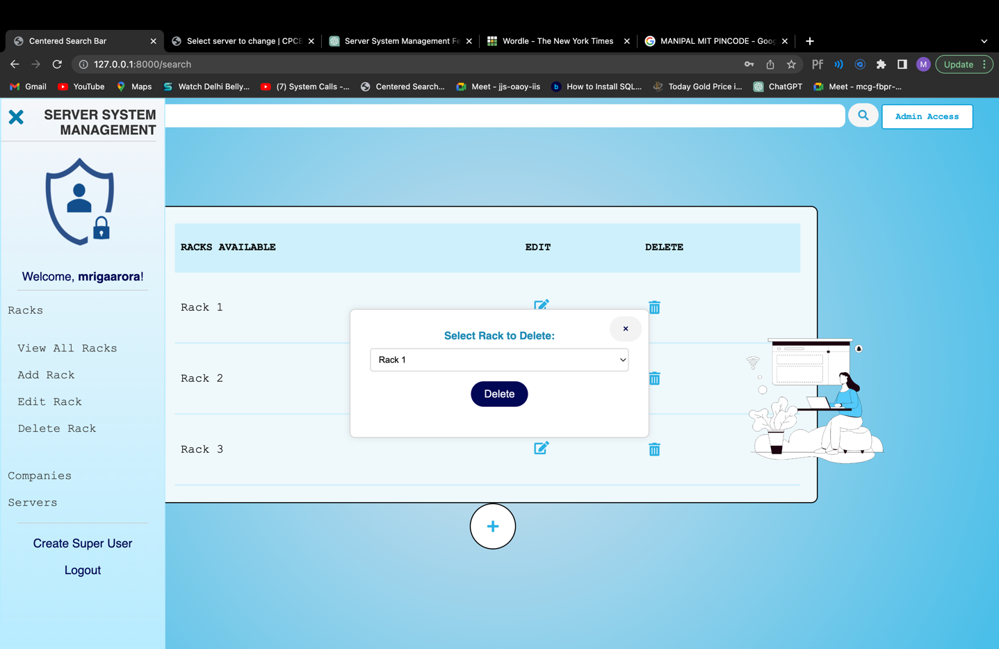 Centered Search Bar
Select server to change | CPCB
Server System Management Fe
Wordle - The New York Times
MANIPAL MIT PINCODE - Goog
127.0.0.1:8000/search
Pf
M
Update
Gmail
YouTube
Maps
Watch Delhi Belly...
(7) System Calls -...
Centered Search...
Meet - jjs-oaoy-iis
How to Install SQL...
Today Gold Price i...
ChatGPT
Meet - mcg-fbpr-...
SERVER SYSTEM
MANAGEMENT
Admin Access
Welcome, mrigaarora!
Racks
View All Racks
Add Rack
Edit Rack
Delete Rack
Companies
Servers
Create Super User
Logout
RACKS AVAILABLE EDIT DELETE
Rack 1
Rack 2
Rack 3
Select Rack to Delete:
Rack 1
Delete